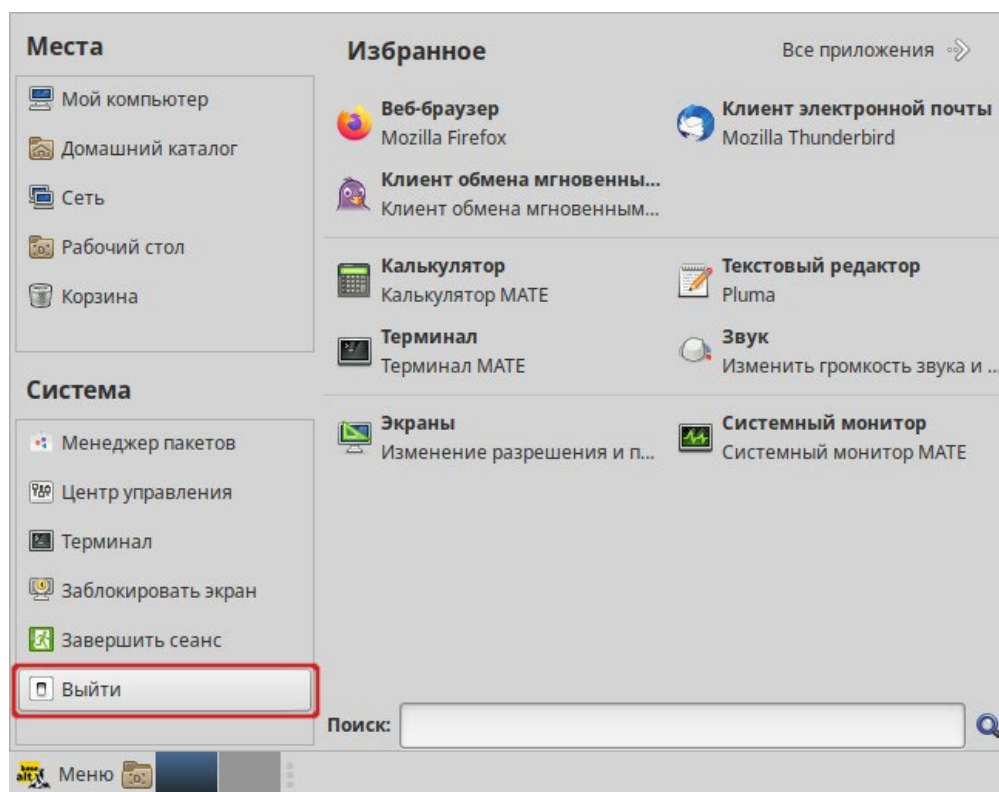 Места
Мой компьютер
Домашний каталог
Сеть
Рабочий стол
Корзина
Система
Менеджер пакетов
Центр управления
Терминал
Заблокировать экран
Завершить сеанс
Выйти
Избранное
Все приложения
Веб-браузер
Mozilla Firefox
Клиент электронной почты
Mozilla Thunderbird
Клиент обмена мгновенны...
Клиент обмена мгновенным...
Калькулятор
Калькулятор MATE
Текстовый редактор
Pluma
Терминал
Терминал MATE
Звук
Изменить громкость звука и ...
Экраны
Изменение разрешения и п...
Системный монитор
Системный монитор MATE
Поиск:
base
alt
Меню